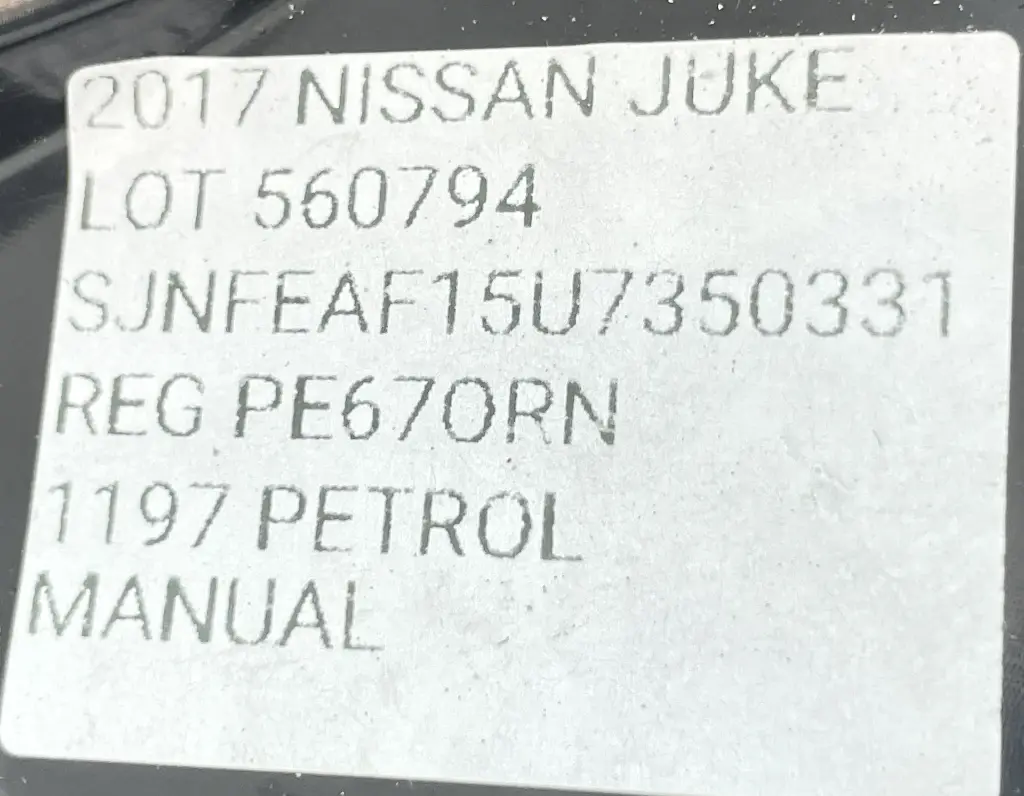 2017 NISSAN JUKE
LOT 560794
SJNFEAF15U7350331
REG PE67ORN
1197 PETROL
MANUAL